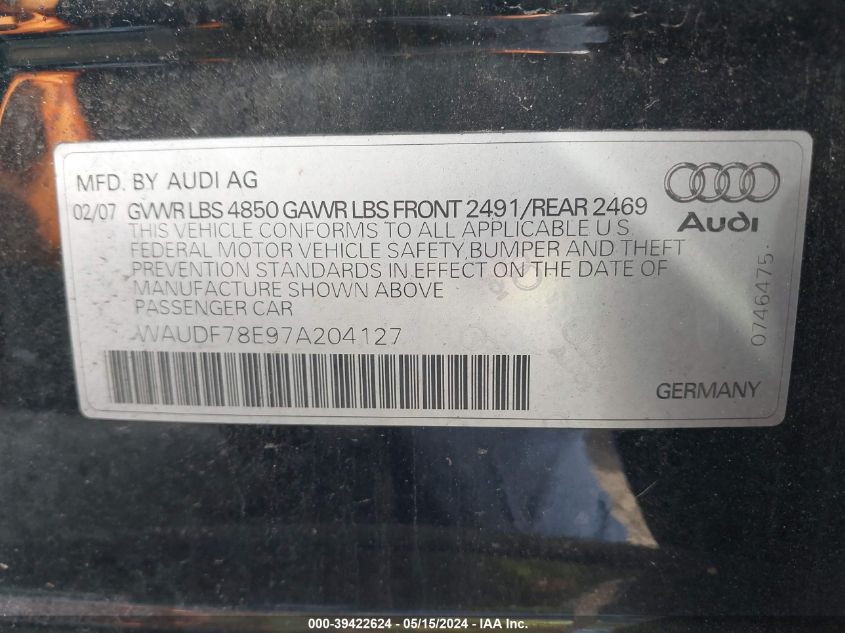 MFD. BY AUDI AG
02/07 GVWR LBS 4850 GAWR LBS FRONT 2491/REAR 2469
THIS VEHICLE CONFORMS TO ALL APPLICABLE U.S.
FEDERAL MOTOR VEHICLE SAFETY, BUMPER AND THEFT
PREVENTION STANDARDS IN EFFECT ON THE DATE OF
MANUFACTURE SHOWN ABOVE
PASSENGER CAR
WAUDF78E97A204127
Audi
0746475
GERMANY
000-39422624 - 05/15/2024 - IAA Inc.